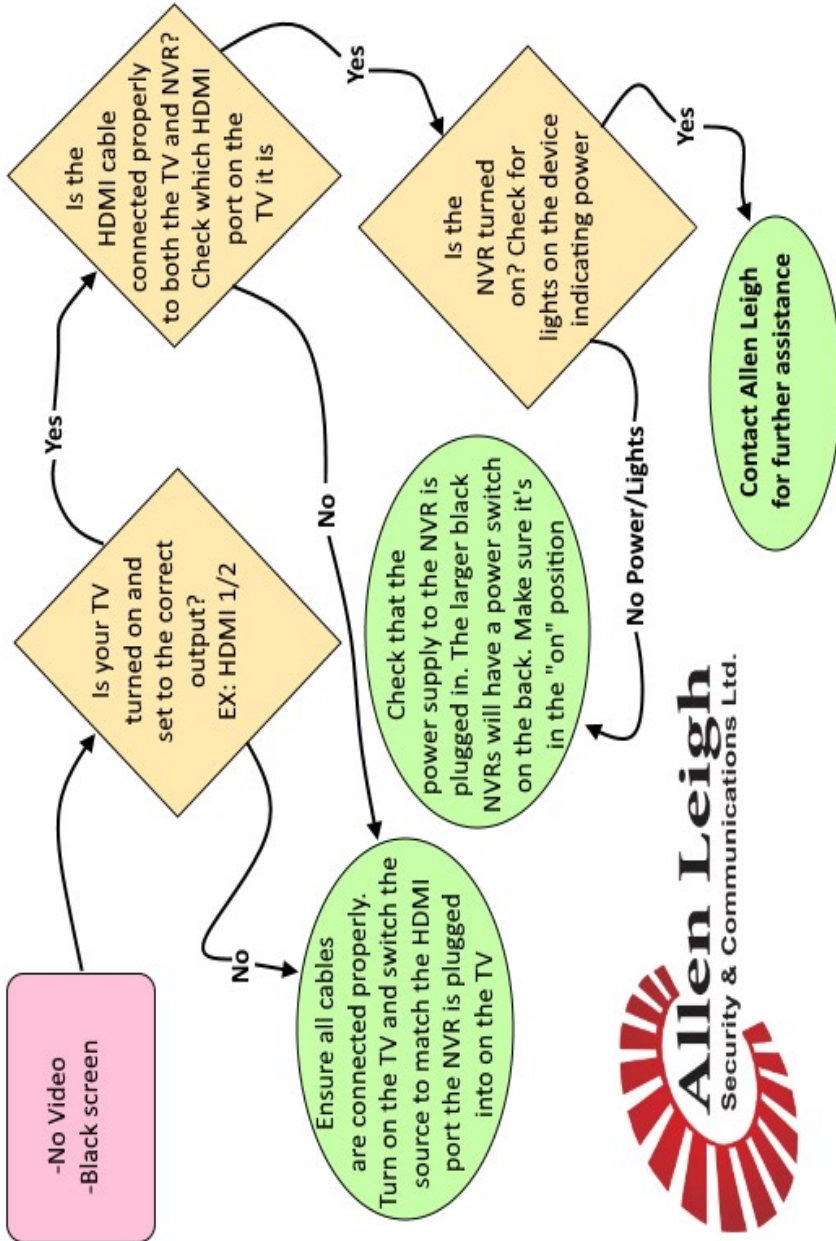 -No Video
-Black screen
Is your TV
turned on and
set to the correct
output?
EX: HDMI 1/2
Yes
No
Is the
HDMI cable
connected properly
to both the TV and NVR?
Check which HDMI
port on the
TV it is
Yes
No
Ensure all cables
are connected properly.
Turn on the TV and switch the
source to match the HDMI
port the NVR is plugged
into on the TV
Is the
NVR turned
on? Check for
lights on the device
indicating power
Yes
No Power/Lights
Check that the
power supply to the NVR is
plugged in. The larger black
NVRs will have a power switch
on the back. Make sure it's
in the "on" position
Contact Allen Leigh
for further assistance
Allen Leigh
Security & Communications Ltd.